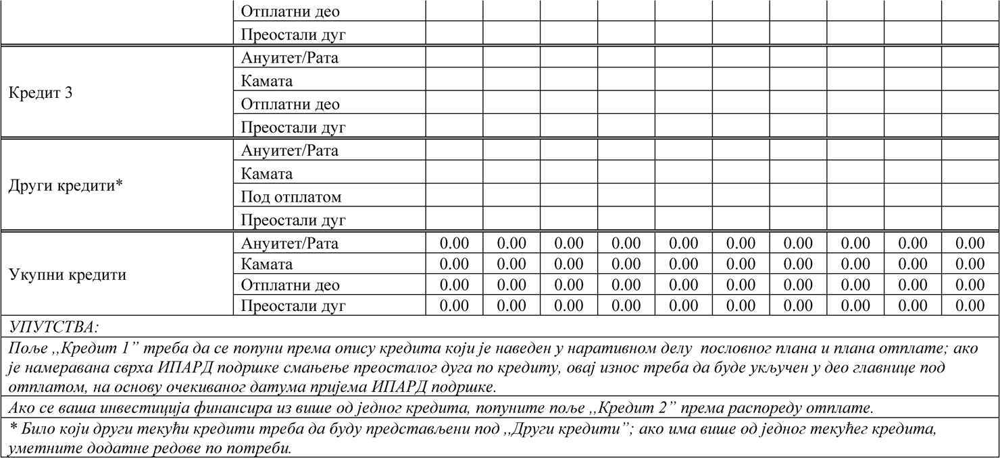 Отплатни део
Преостали дуг
Ануитет/Рата
Камата
Кредит 3
Отплатни део
Преостали дуг
Ануитет/Рата
Камата
Други кредити*
Под отплатом
Преостали дуг
Ануитет/Рата 0.00 0.00 0.00 0.00 0.00 0.00 0.00 0.00 0.00 0.00
Камата 0.00 0.00 0.00 0.00 0.00 0.00 0.00 0.00 0.00 0.00
Укупни кредити
Отплатни део 0.00 0.00 0.00 0.00 0.00 0.00 0.00 0.00 0.00 0.00
Преостали дуг 0.00 0.00 0.00 0.00 0.00 0.00 0.00 0.00 0.00 0.00
УПУТСТВА:
Поље ,,Кредит 1” треба да се попуни према опису кредита који је наведен у наративном делу пословног плана и плана отплате; ако
је намеравана сврха ИПАРД подршке смањење преосталог дуга по кредиту, овај износ треба да буде укључен у део главнице под
отплатом, на основу очекиваног датума пријема ИПАРД подршке.
Ако се ваша инвестиција финансира из више од једног кредита, попуните поље ,,Кредит 2” према распореду отплате.
* Било који други текући кредити треба да буду представљени под ,,Други кредити”; ако има више од једног текућег кредита,
уметните додатне редове по потреби.